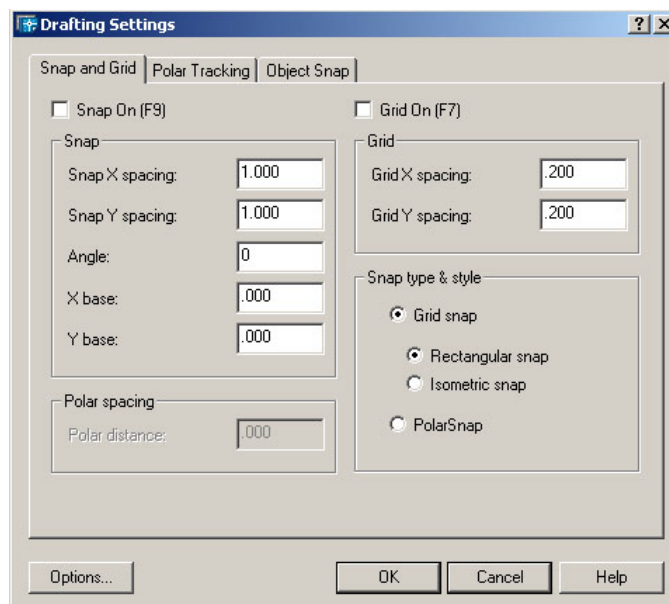 Drafting Settings
Snap and Grid Polar Tracking Object Snap
Snap On (F9)
Grid On (F7)
Snap
Snap X spacing: 1.000
Snap Y spacing: 1.000
Angle: 0
X base: .000
Y base: .000
Polar spacing
Polar distance: .000
Grid
Grid X spacing: .200
Grid Y spacing: .200
Snap type & style
Grid snap
Rectangular snap
Isometric snap
PolarSnap
Options... OK Cancel Help